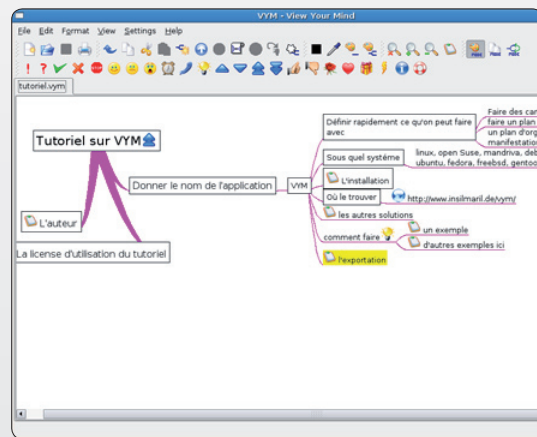 VYM - View Your Mind
File Edit Format View Settings Help
tutoriel.vym
Tutoriel sur VYM
L'auteur
La license d'utilisation du tutoriel
Donner le nom de l'application
VYM
Définir rapidement ce qu'on peut faire
avec
Faire des car
faire un plan
un plan d'org
manifestation
Sous quel système
linux, open Suse, mandriva, deb
ubuntu, fedora, freebsd, gentoo
L'installation
Où le trouver
http://www.insilmaril.de/vym/
les autres solutions
comment faire
un exemple
d'autres exemples ici
l'exportation